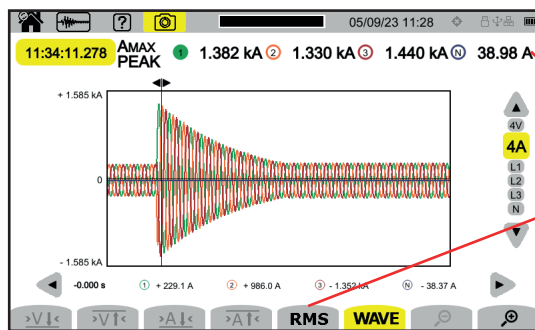 ? 05/09/23 11:28
11:34:11.278 AMAX PEAK 1 1.382 kA 2 1.330 kA 3 1.440 kA N 38.98 A
+ 1.585 kA
0
- 1.585 kA
4V
4A
L1
L2
L3
N
-0.000 s 1 + 229.1 A 2 + 986.0 A 3 - 1.352 kA N - 38.37 A
>V↓< >V↑< >A↓< >A↑< RMS WAVE